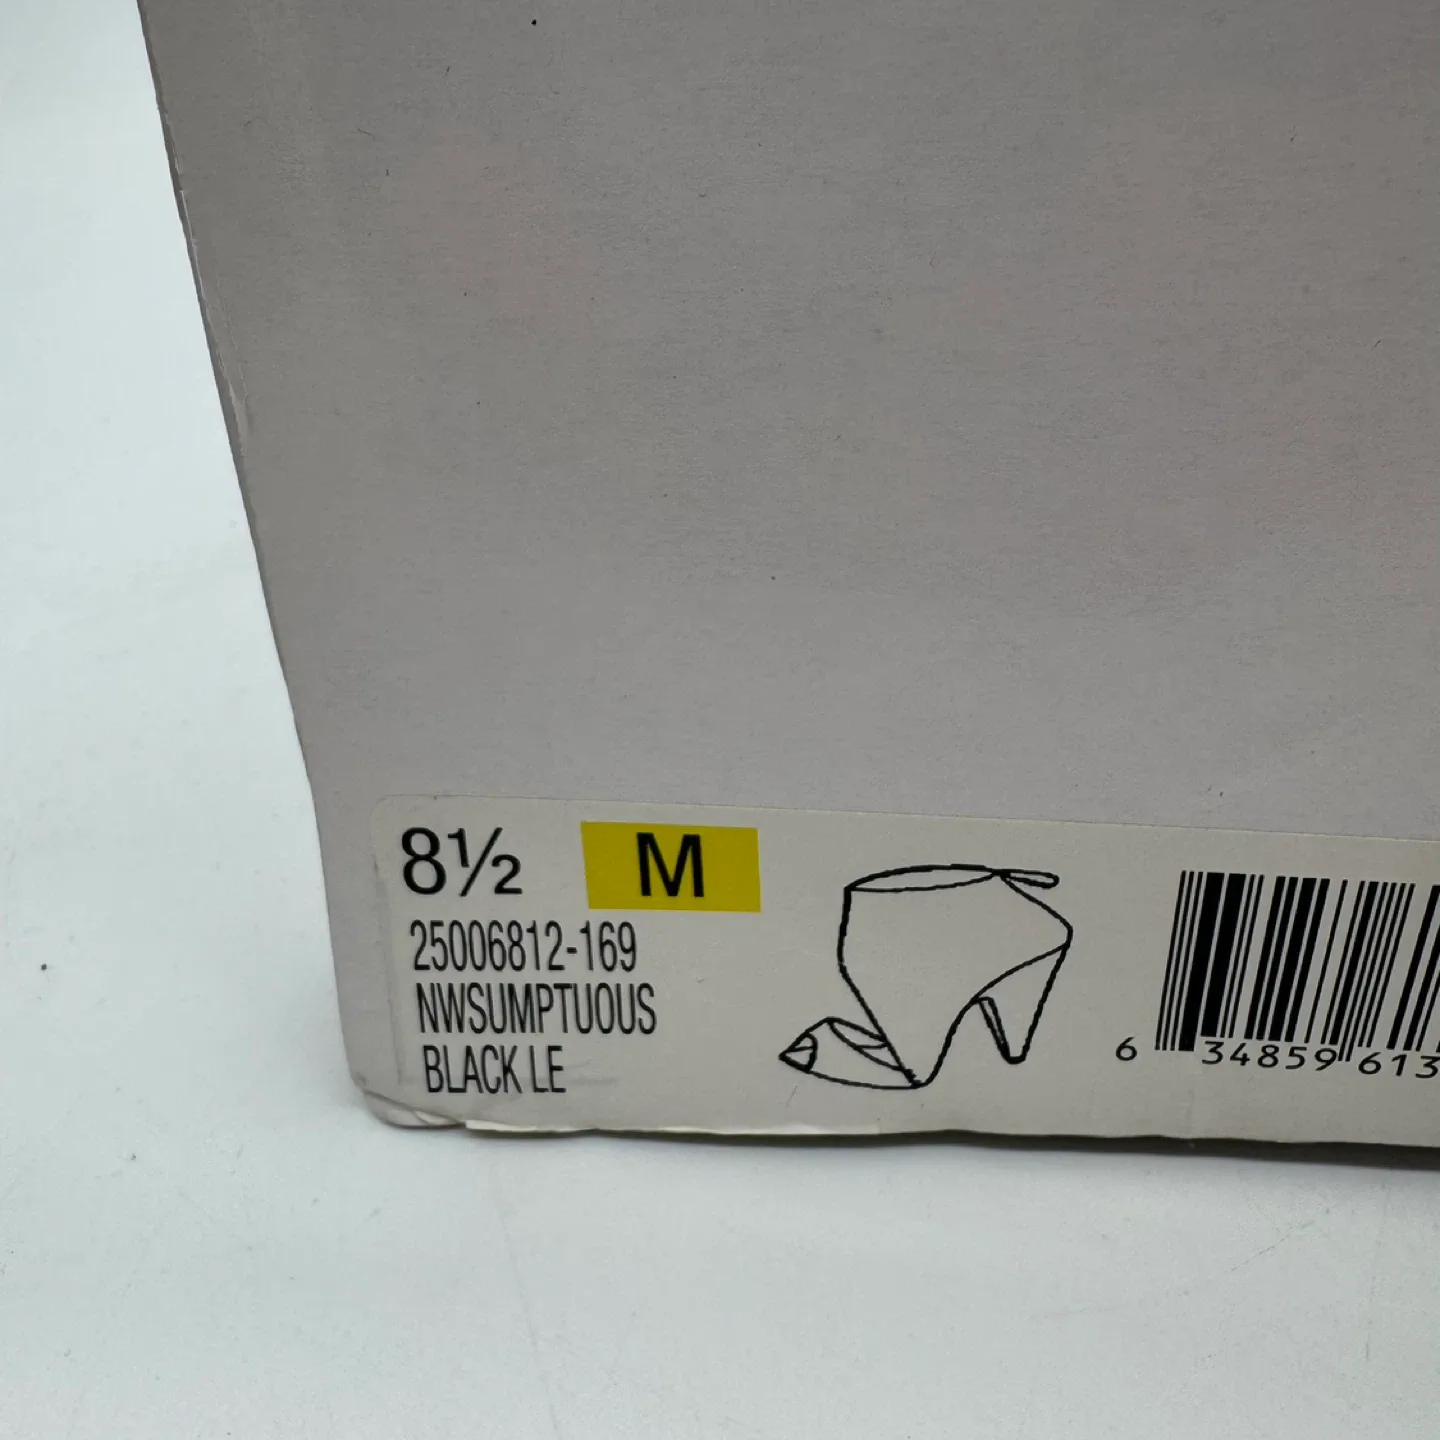 8½ M
25006812-169
NWSUMPTUOUS
BLACK LE
6 34859 613